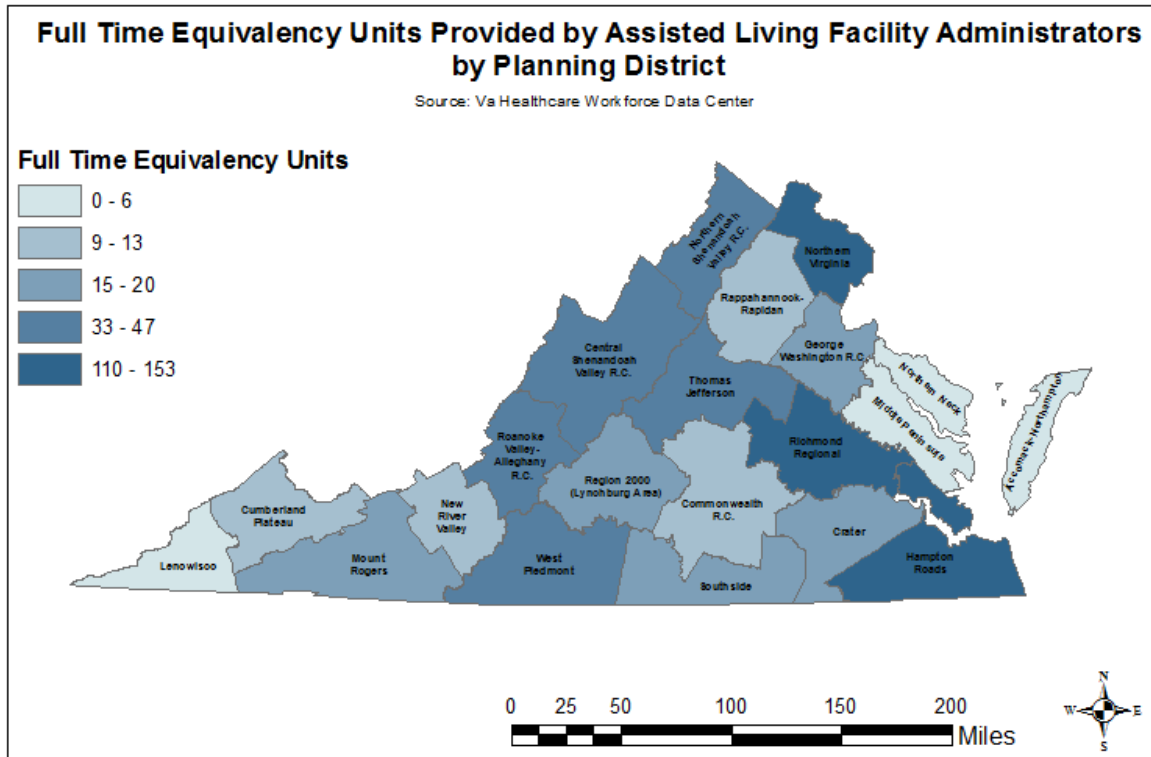 Full Time Equivalency Units Provided by Assisted Living Facility Administrators
by Planning District
Source: Va Healthcare Workforce Data Center
Full Time Equivalency Units
0 - 6
9 - 13
15 - 20
33 - 47
110 - 153
Northern
Shenandoah
Valley R.C.
Northern
Virginia
Rappahannock-
Rapidan
George
Washington R.C.
Central
Shenandoah
Valley R.C.
Northern Neck
Middle Peninsula
Accomack-Northampton
Thomas
Jefferson
Richmond
Regional
Roanoke
Valley-
Alleghany
R.C.
Region 2000
(Lynchburg Area)
Commonwealth
R.C.
Cumberland
Plateau
New
River
Valley
Crater
Lenowisco
Mount
Rogers
West
Piedmont
Southside
Hampton
Roads
0 25 50 100 150 200
Miles
N
W E
S